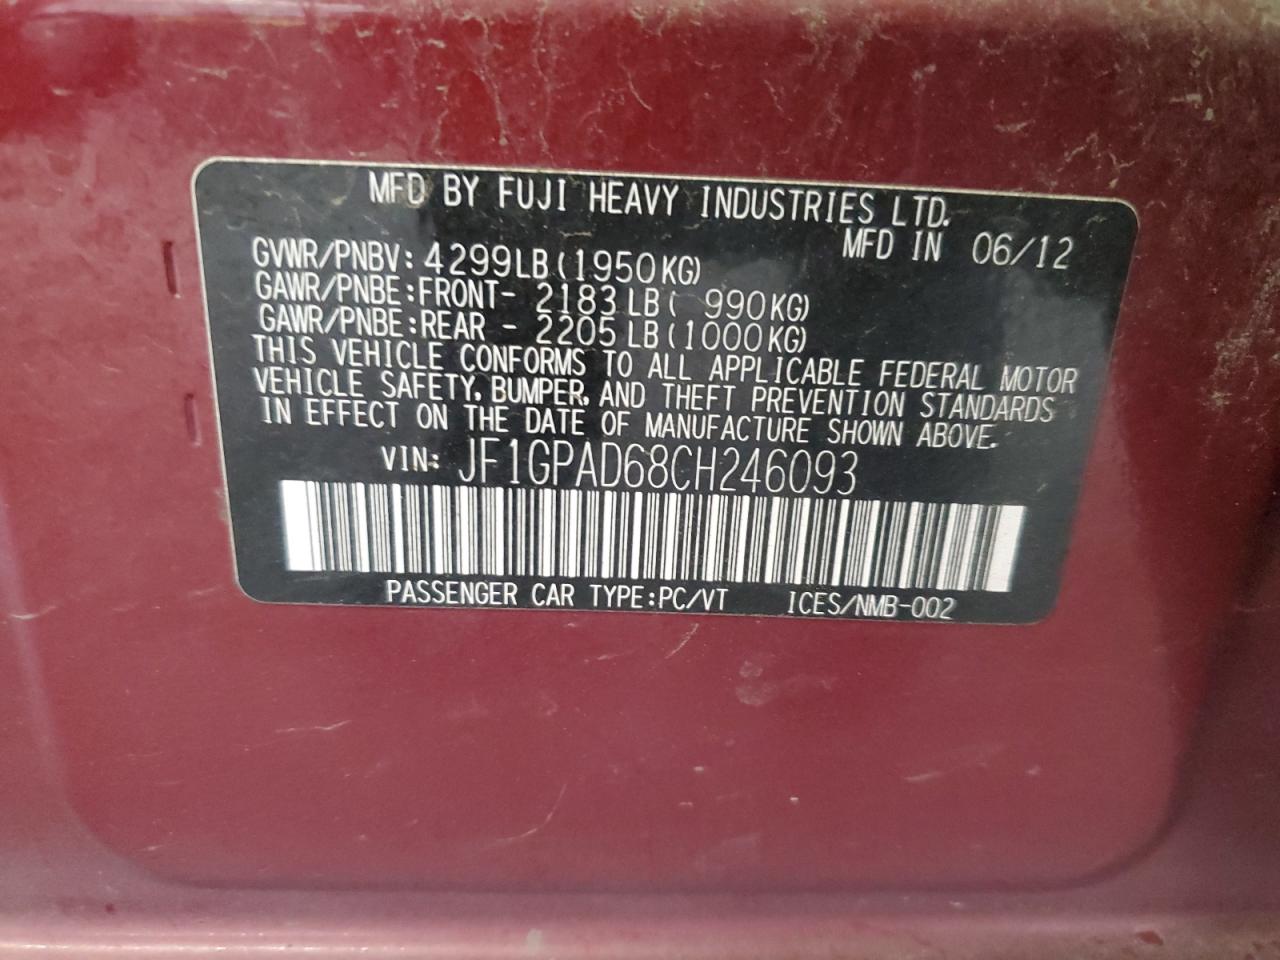 MFD BY FUJI HEAVY INDUSTRIES LTD.
MFD IN 06/12
GVWR/PNBV: 4299LB(1950KG)
GAWR/PNBE:FRONT- 2183 LB( 990KG)
GAWR/PNBE:REAR - 2205 LB(1000KG)
THIS VEHICLE CONFORMS TO ALL APPLICABLE FEDERAL MOTOR
VEHICLE SAFETY, BUMPER, AND THEFT PREVENTION STANDARDS
IN EFFECT ON THE DATE OF MANUFACTURE SHOWN ABOVE.
VIN: JF1GPAD68CH246093
PASSENGER CAR TYPE:PC/VT ICES/NMB-002